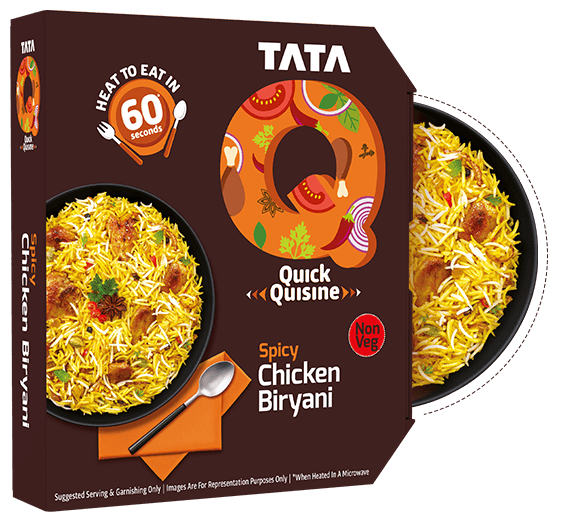 TATA
Quick
Quisine
Spicy
Chicken Biryani
HEAT TO EAT IN
60*
seconds
TATA
Quick
Quisine
Non
Veg
Spicy
Chicken
Biryani
Suggested Serving & Garnishing Only | Images Are For Representation Purposes Only | *When Heated In A Microwave